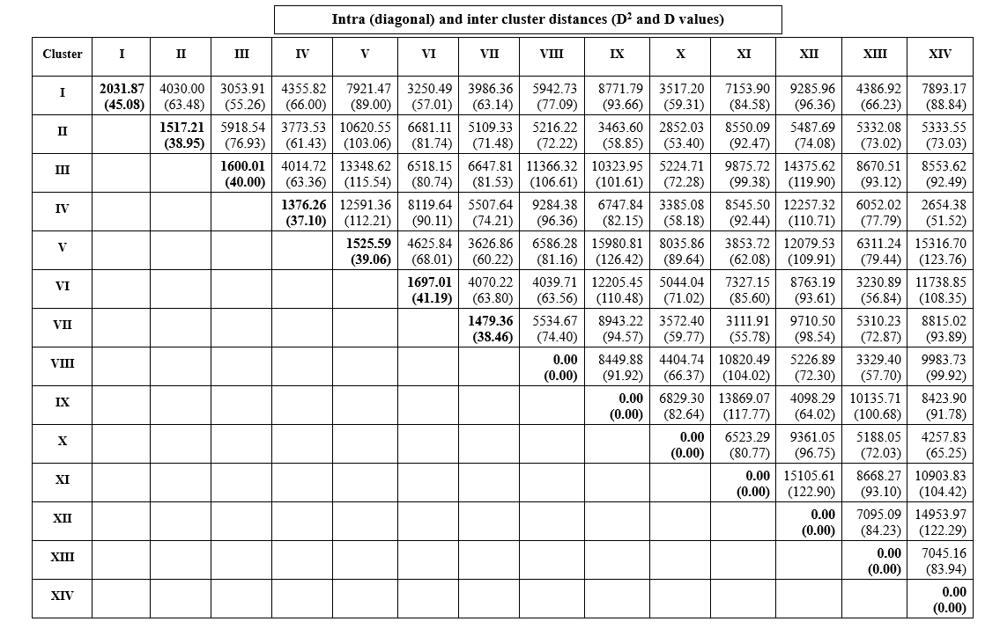 Intra (diagonal) and inter cluster distances (D² and D values)
Cluster I II III IV V VI VII VIII IX X XI XII XIII XIV
I 2031.87 4030.00 3053.91 4355.82 7921.47 3250.49 3986.36 5942.73 8771.79 3517.20 7153.90 9285.96 4386.92 7893.17
(45.08) (63.48) (55.26) (66.00) (89.00) (57.01) (63.14) (77.09) (93.66) (59.31) (84.58) (96.36) (66.23) (88.84)
II 1517.21 5918.54 3773.53 10620.55 6681.11 5109.33 5216.22 3463.60 2852.03 8550.09 5487.69 5332.08 5333.55
(38.95) (76.93) (61.43) (103.06) (81.74) (71.48) (72.22) (58.85) (53.40) (92.47) (74.08) (73.02) (73.03)
III 1600.01 4014.72 13348.62 6518.15 6647.81 11366.32 10323.95 5224.71 9875.72 14375.62 8670.51 8553.62
(40.00) (63.36) (115.54) (80.74) (81.53) (106.61) (101.61) (72.28) (99.38) (119.90) (93.12) (92.49)
IV 1376.26 12591.36 8119.64 5507.64 9284.38 6747.84 3385.08 8545.50 12257.32 6052.02 2654.38
(37.10) (112.21) (90.11) (74.21) (96.36) (82.15) (58.18) (92.44) (110.71) (77.79) (51.52)
V 1525.59 4625.84 3626.86 6586.28 15980.81 8035.86 3853.72 12079.53 6311.24 15316.70
(39.06) (68.01) (60.22) (81.16) (126.42) (89.64) (62.08) (109.91) (79.44) (123.76)
VI 1697.01 4070.22 4039.71 12205.45 5044.04 7327.15 8763.19 3230.89 11738.85
(41.19) (63.80) (63.56) (110.48) (71.02) (85.60) (93.61) (56.84) (108.35)
VII 1479.36 5534.67 8943.22 3572.40 3111.91 9710.50 5310.23 8815.02
(38.46) (74.40) (94.57) (59.77) (55.78) (98.54) (72.87) (93.89)
VIII 0.00 8449.88 4404.74 10820.49 5226.89 3329.40 9983.73
(0.00) (91.92) (66.37) (104.02) (72.30) (57.70) (99.92)
IX 0.00 6829.30 13869.07 4098.29 10135.71 8423.90
(0.00) (82.64) (117.77) (64.02) (100.68) (91.78)
X 0.00 6523.29 9361.05 5188.05 4257.83
(0.00) (80.77) (96.75) (72.03) (65.25)
XI 0.00 15105.61 8668.27 10903.83
(0.00) (122.90) (93.10) (104.42)
XII 0.00 7095.09 14953.97
(0.00) (84.23) (122.29)
XIII 0.00 7045.16
(0.00) (83.94)
XIV 0.00
(0.00)